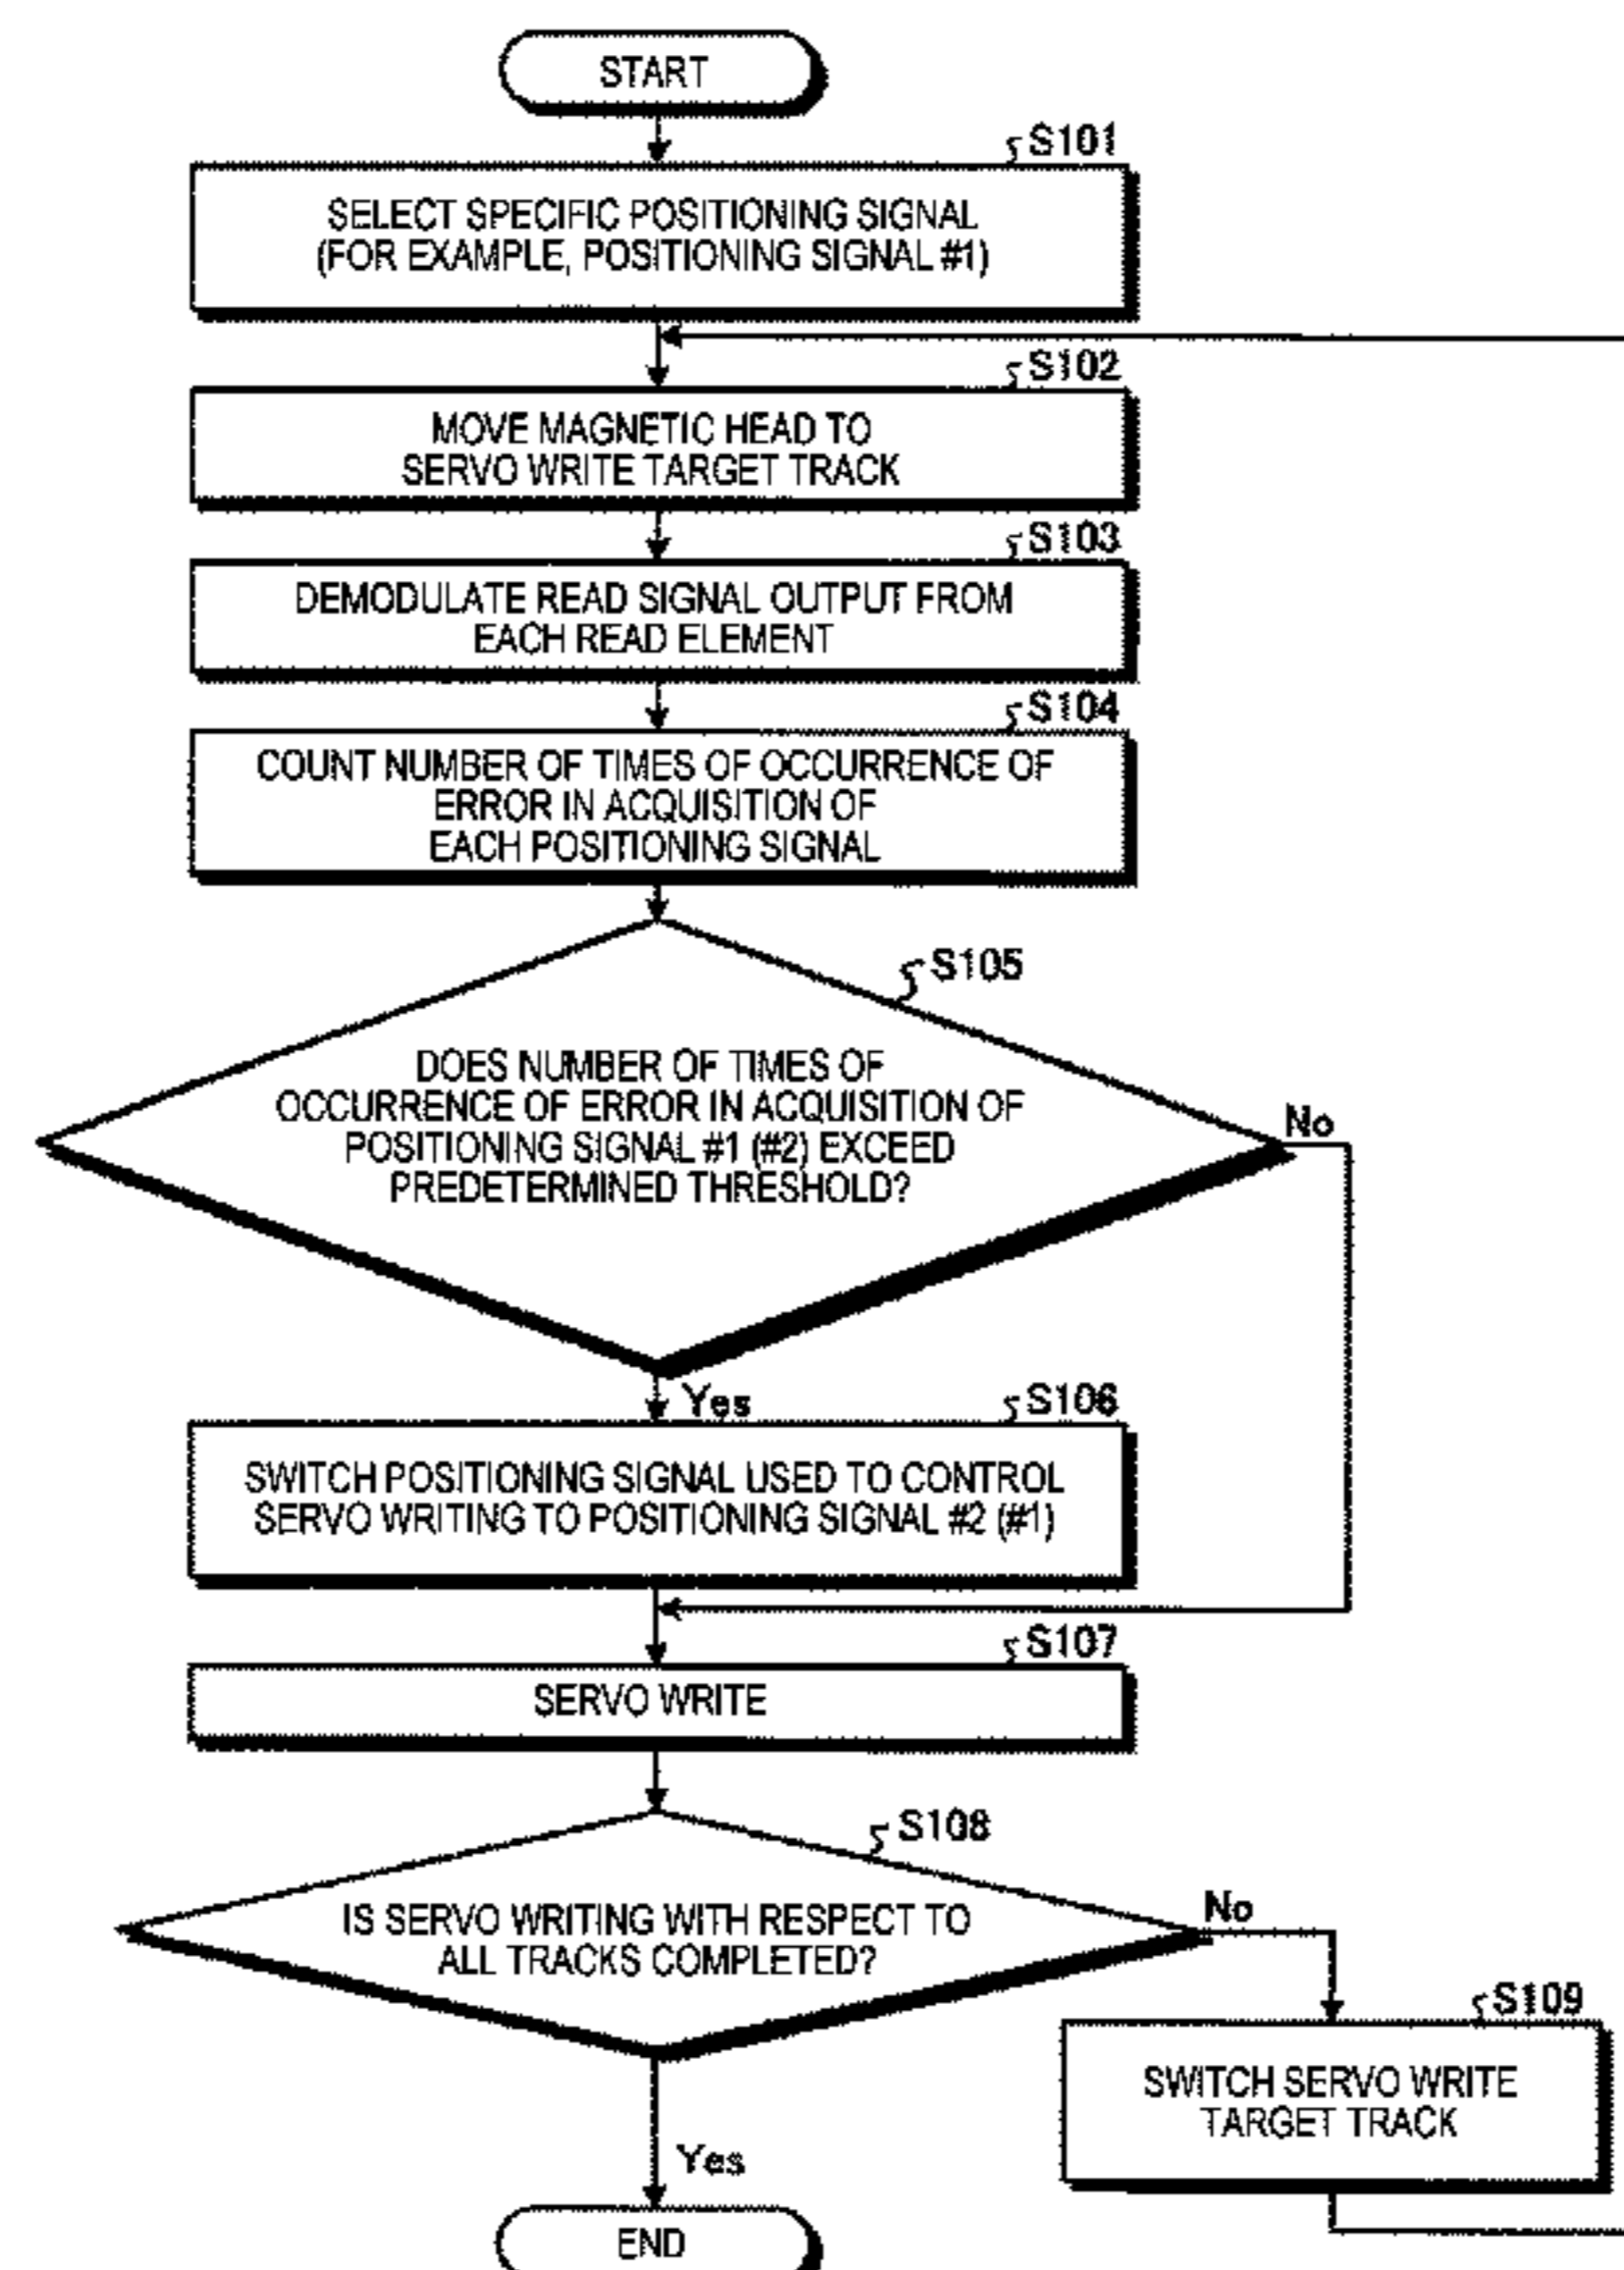 START
S101
SELECT SPECIFIC POSITIONING SIGNAL
(FOR EXAMPLE, POSITIONING SIGNAL #1)
S102
MOVE MAGNETIC HEAD TO
SERVO WRITE TARGET TRACK
S103
DEMODULATE READ SIGNAL OUTPUT FROM
EACH READ ELEMENT
S104
COUNT NUMBER OF TIMES OF OCCURRENCE OF
ERROR IN ACQUISITION OF
EACH POSITIONING SIGNAL
S105
DOES NUMBER OF TIMES OF
OCCURRENCE OF ERROR IN ACQUISITION OF
POSITIONING SIGNAL #1 (#2) EXCEED
PREDETERMINED THRESHOLD?
No
Yes
S106
SWITCH POSITIONING SIGNAL USED TO CONTROL
SERVO WRITING TO POSITIONING SIGNAL #2 (#1)
S107
SERVO WRITE
S108
IS SERVO WRITING WITH RESPECT TO
ALL TRACKS COMPLETED?
No
S109
SWITCH SERVO WRITE
TARGET TRACK
Yes
END